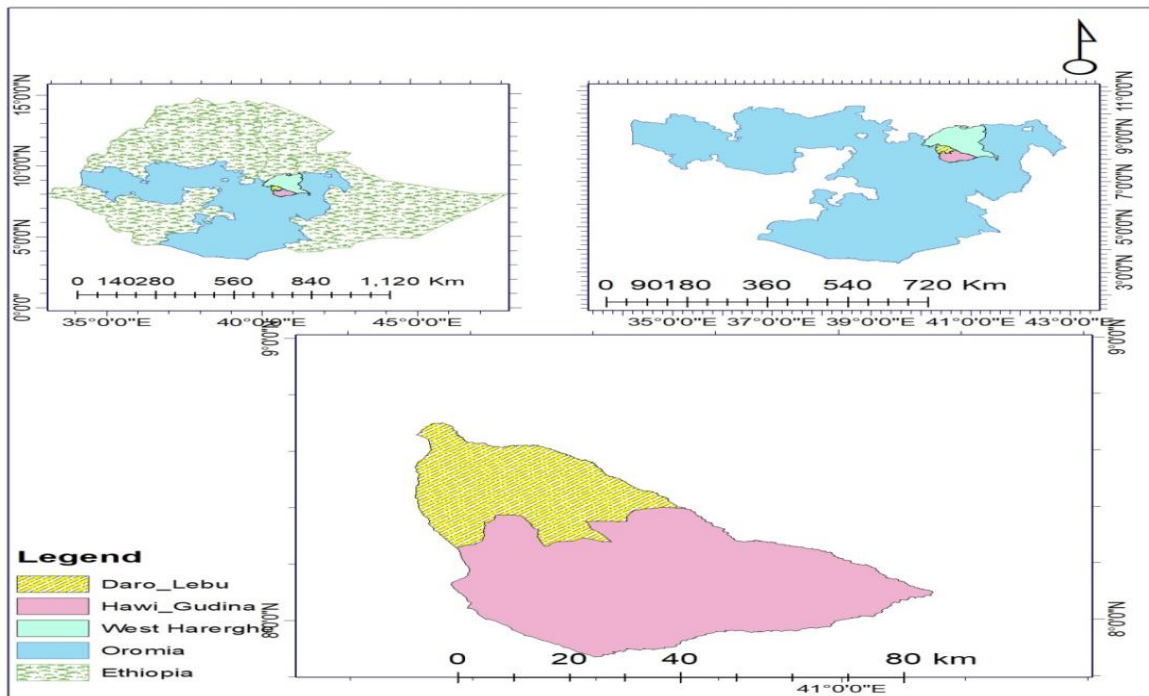 15°0'0"N
10°0'0"N
5°0'0"N
0°0'0"
0 140280 560 840 1,120 Km
35°0'0"E 40°0'0"E 45°0'0"E
11°0'0"N
9°0'0"N
7°0'0"N
5°0'0"N
3°0'0"N
0 90180 360 540 720 Km
35°0'0"E 37°0'0"E 39°0'0"E 41°0'0"E 43°0'0"E
9°0'0"N 9°0'0"N
8°0'0"N 8°0'0"N
Legend
Daro_Lebu
Hawi_Gudina
West Harergh
Oromia
Ethiopia
0 20 40 80 km
41°0'0"E